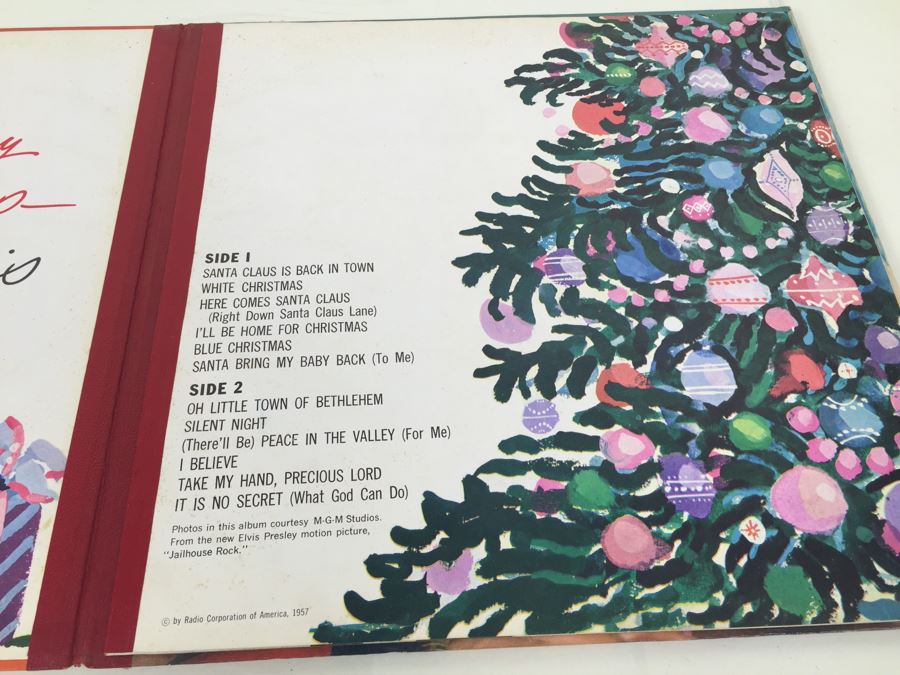 SIDE I
SANTA CLAUS IS BACK IN TOWN
WHITE CHRISTMAS
HERE COMES SANTA CLAUS
(Right Down Santa Claus Lane)
I'LL BE HOME FOR CHRISTMAS
BLUE CHRISTMAS
SANTA BRING MY BABY BACK (To Me)
SIDE 2
OH LITTLE TOWN OF BETHLEHEM
SILENT NIGHT
(There'll Be) PEACE IN THE VALLEY (For Me)
I BELIEVE
TAKE MY HAND, PRECIOUS LORD
IT IS NO SECRET (What God Can Do)
Photos in this album courtesy M-G-M Studios.
From the new Elvis Presley motion picture,
"Jailhouse Rock."
© by Radio Corporation of America, 1957